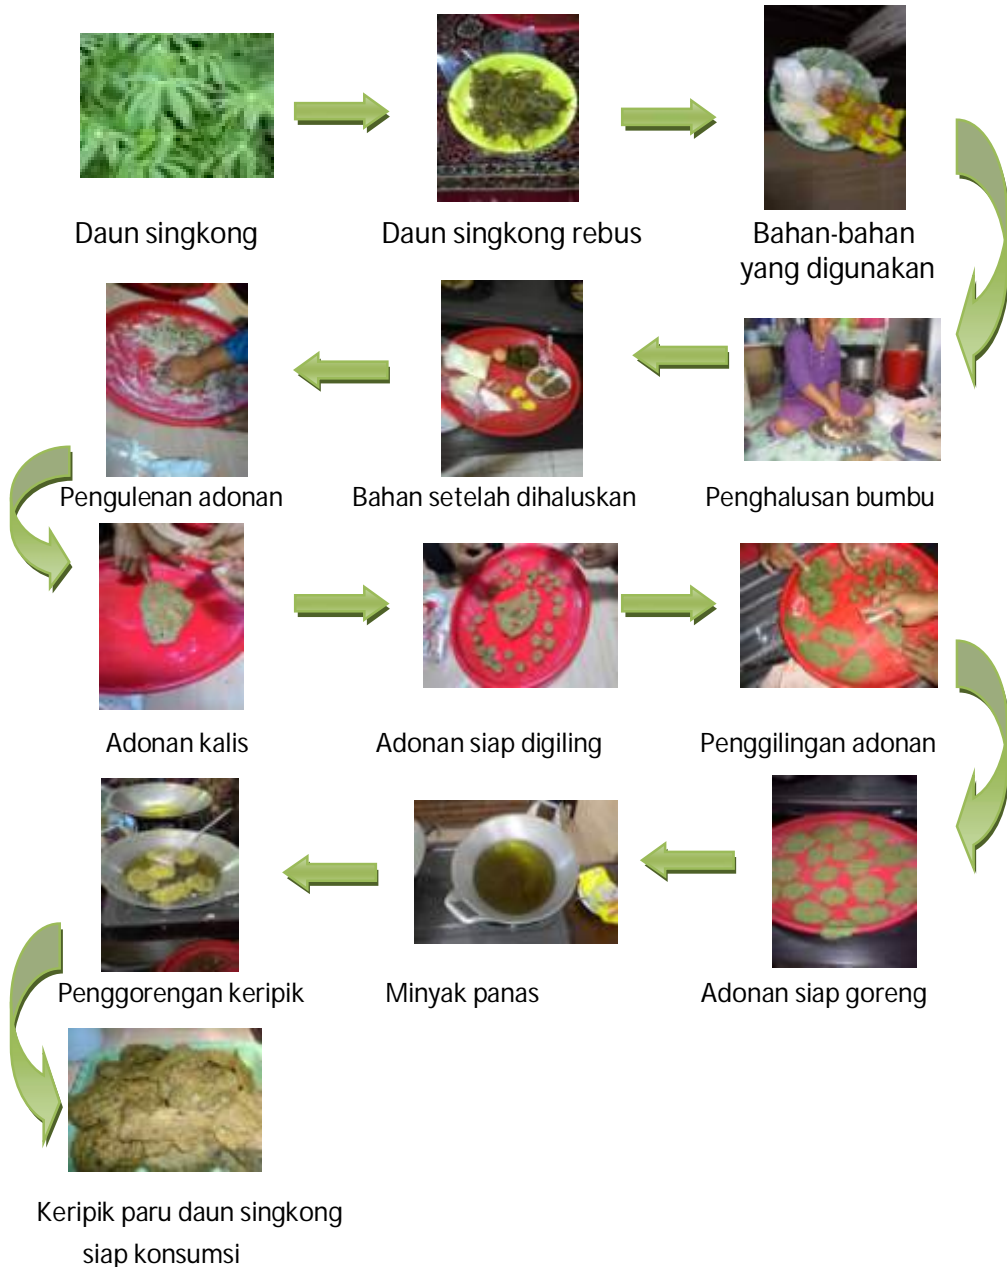 Daun singkong
Daun singkong rebus
Bahan-bahan
yang digunakan
Pengulenan adonan
Bahan setelah dihaluskan
Penghalusan bumbu
Adonan kalis
Adonan siap digiling
Penggilingan adonan
Penggorengan keripik
Minyak panas
Adonan siap goreng
Keripik paru daun singkong
siap konsumsi